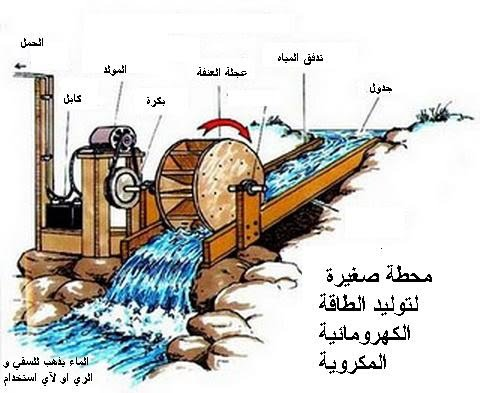 الحمل
المولد
كابل
بكرة
عجلة العنفة
تدفق المياه
جدول
محطة صغيرة
لتوليد الطاقة
الكهرومائية
المكروية
الماء يذهب للسقي و
الري او لآي استخدام